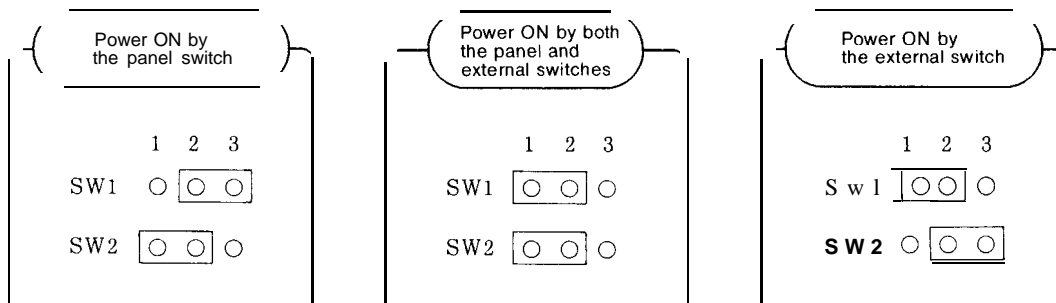 Power ON by
the panel switch
1 2 3
SW1
SW2
Power ON by both
the panel and
external switches
1 2 3
SW1
SW2
Power ON by
the external switch
1 2 3
Sw1
SW2